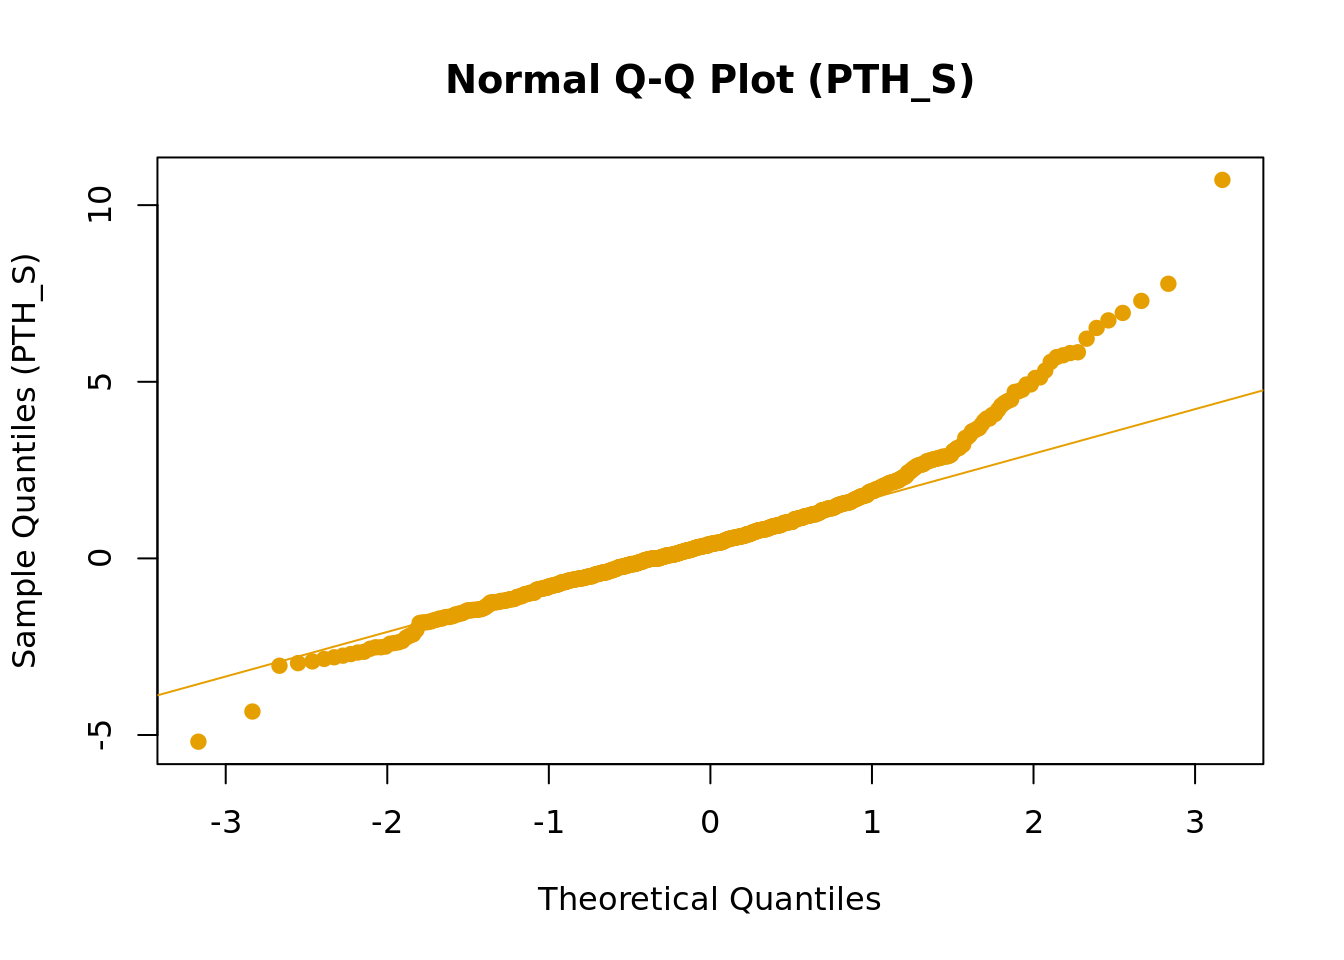 Normal Q-Q Plot (PTH_S)
Sample Quantiles (PTH_S)
10
5
0
-5
-3 -2 -1 0 1 2 3
Theoretical Quantiles